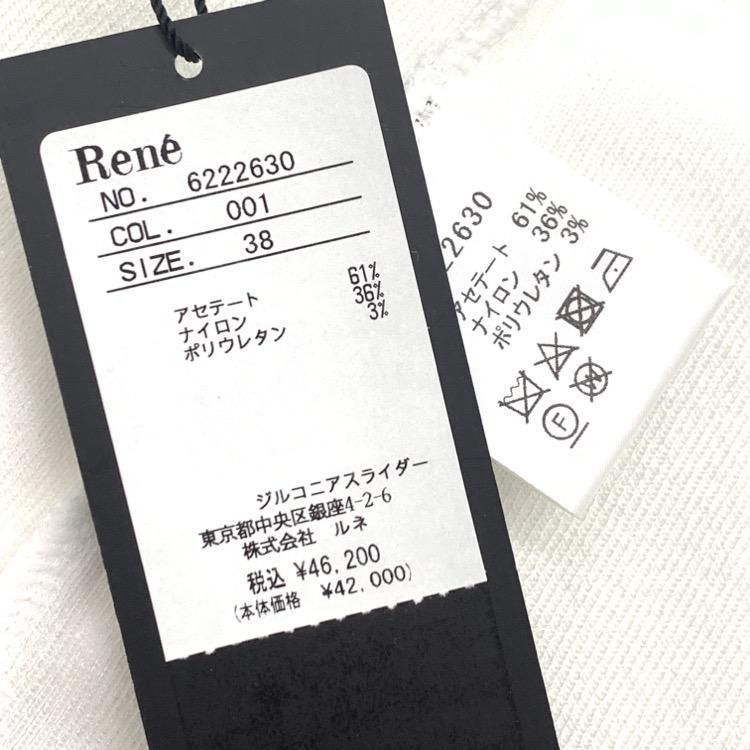 René
NO. 6222630
COL. 001
SIZE. 38
アセテート 61%
ナイロン 36%
ポリウレタン 3%
ジルコニアスライダー
東京都中央区銀座4-2-6
株式会社 ルネ
税込 ¥46,200
(本体価格 ¥42,000)
2630
アセテート 61%
ナイロン 36%
ポリウレタン 3%
W
F